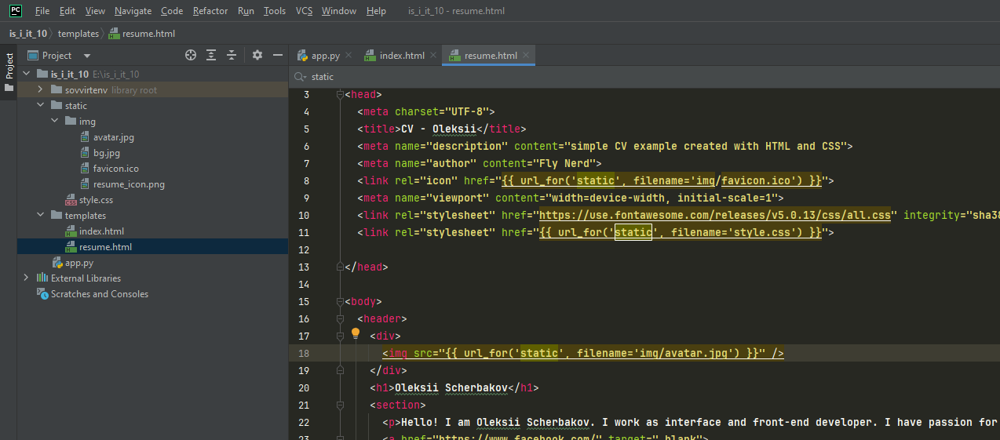 PC File Edit View Navigate Code Refactor Run Tools VCS Window Help is_i_it_10 - resume.html
is_i_it_10 templates resume.html
Project
Project
app.py index.html resume.html
static
is_i_it_10 E:\is_i_it_10
sovvirtenv library root
static
img
avatar.jpg
bg.jpg
favicon.ico
resume_icon.png
style.css
templates
index.html
resume.html
app.py
External Libraries
Scratches and Consoles
3 <head>
4 <meta charset="UTF-8">
5 <title>CV - Oleksii</title>
6 <meta name="description" content="simple CV example created with HTML and CSS">
7 <meta name="author" content="Fly Nerd">
8 <link rel="icon" href="{{ url_for('static', filename='img/favicon.ico') }}">
9 <meta name="viewport" content="width=device-width, initial-scale=1">
10 <link rel="stylesheet" href="https://use.fontawesome.com/releases/v5.0.13/css/all.css" integrity="sha38
11 <link rel="stylesheet" href="{{ url_for('static', filename='style.css') }}">
12
13 </head>
14
15 <body>
16 <header>
17 <div>
18 <img src="{{ url_for('static', filename='img/avatar.jpg') }}" />
19 </div>
20 <h1>Oleksii Scherbakov</h1>
21 <section>
22 <p>Hello! I am Oleksii Scherbakov. I work as interface and front-end developer. I have passion for
23 <a href="https://www.facebook.com/" target="_blank">